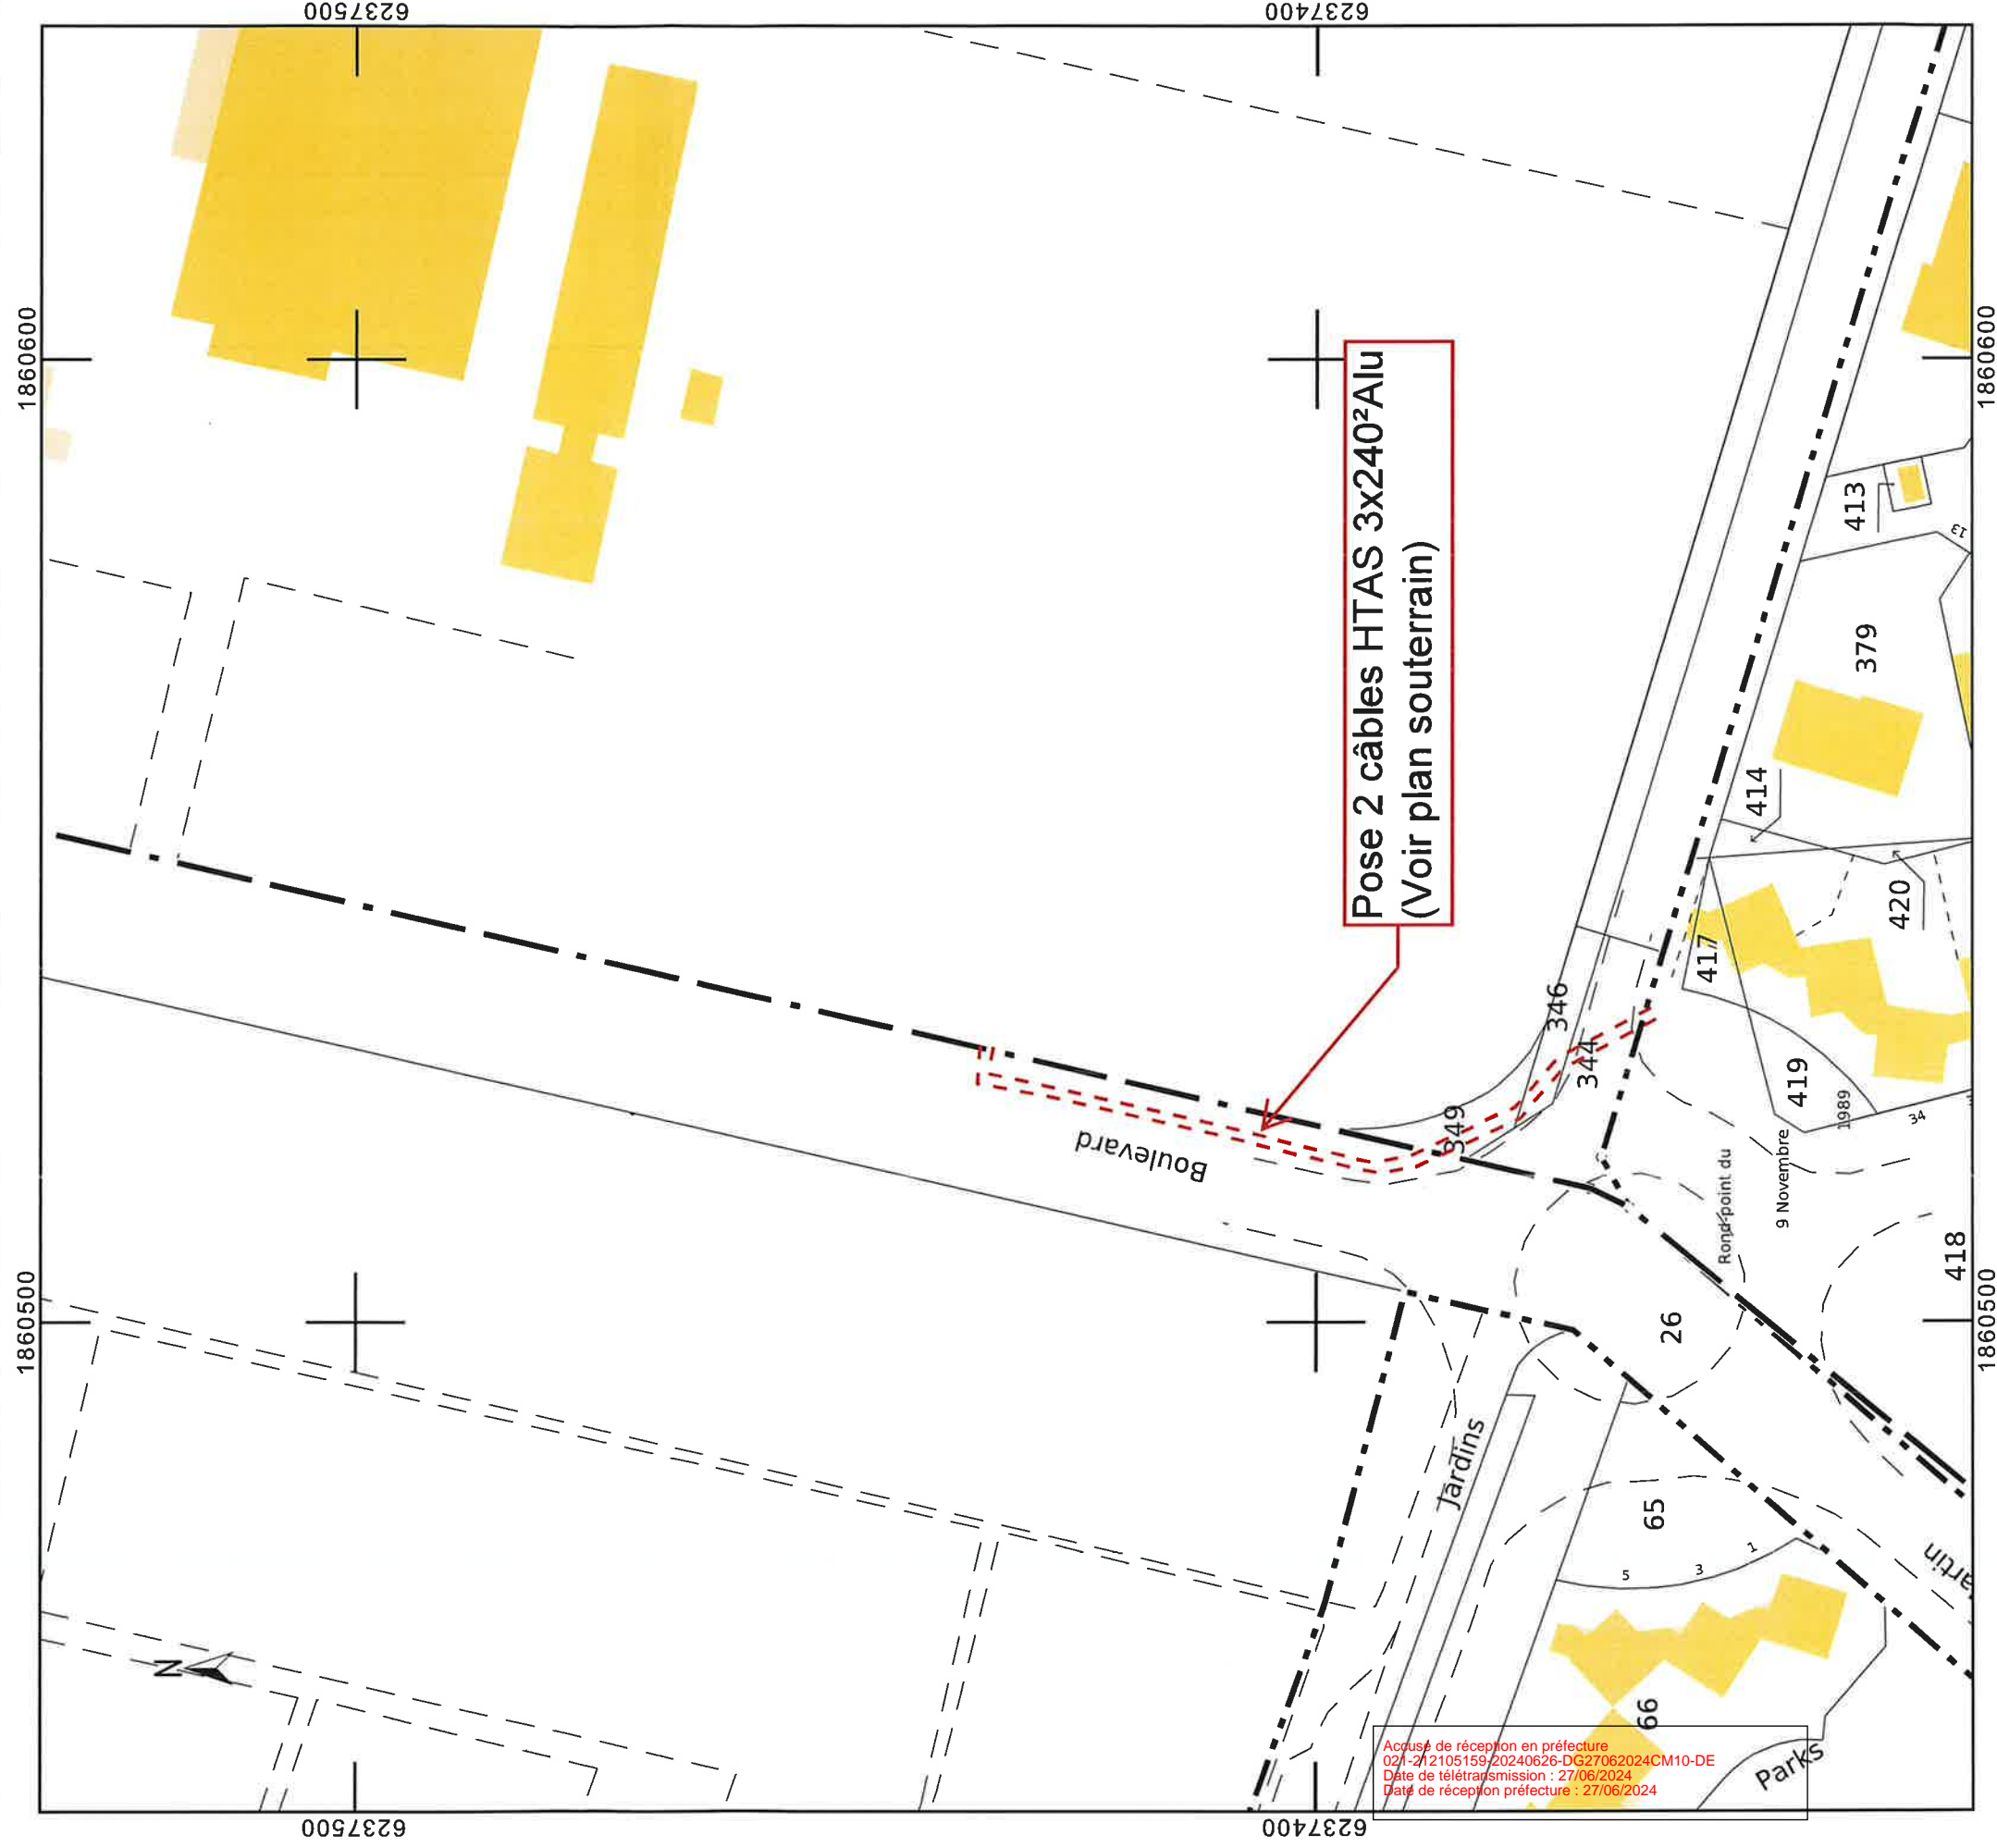 6237500
6237400
1860600
1860600
Pose 2 câbles HTAS 3x240²Alu
(Voir plan souterrain)
413
13
379
414
420
417
346
344
349
419
1989
34
Boulevard
Rond-point du
9 Novembre
418
1860500
1860500
26
Jardins
65
5
3
1
artin
N
66
Parks
Accusé de réception en préfecture
021-212105159-20240626-DG27062024CM10-DE
Date de télétransmission : 27/06/2024
Date de réception préfecture : 27/06/2024
6237500
6237400